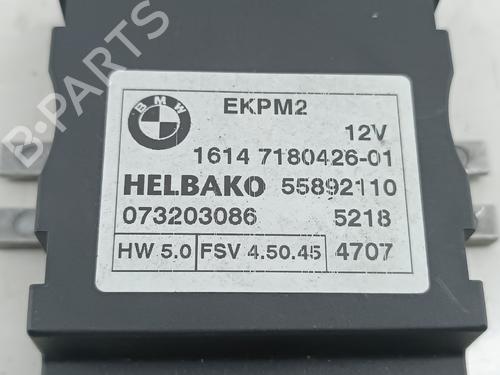 B-PARTS
BMW
EKPM2
12V
1614 7180426-01
HELBAKO 55892110
073203086 5218
HW 5.0 FSV 4.50.45 4707